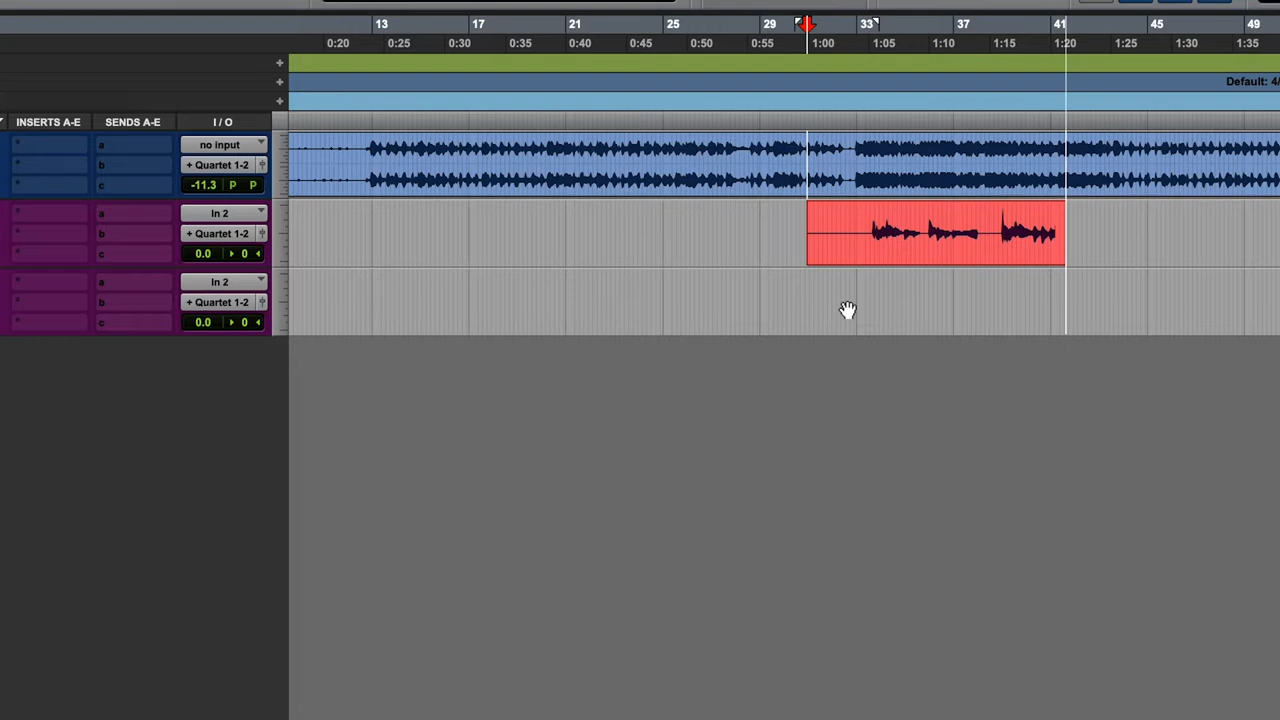 13 17 21 25 29 33 37 41 45 49
0:20 0:25 0:30 0:35 0:40 0:45 0:50 0:55 1:00 1:05 1:10 1:15 1:20 1:25 1:30 1:35
+
+ Default: 4/
+
INSERTS A-E SENDS A-E I / O
a no input
b + Quartet 1-2
c -11.3 P P
a In 2
b + Quartet 1-2
c 0.0 0
a In 2
b + Quartet 1-2
c 0.0 0